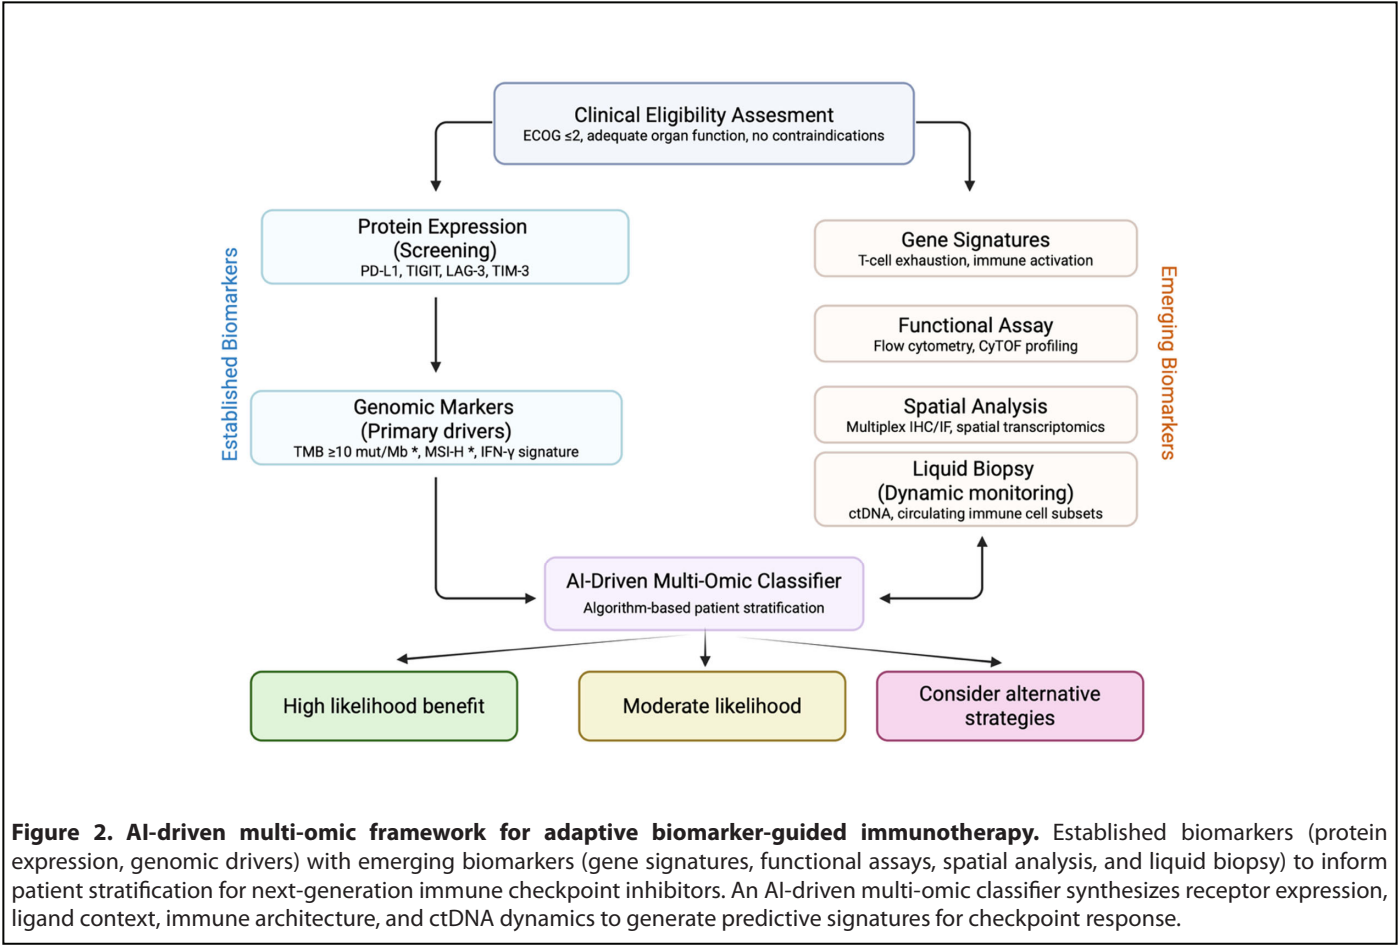 Clinical Eligibility Assesment
ECOG ≤2, adequate organ function, no contraindications
Established Biomarkers
Protein Expression
(Screening)
PD-L1, TIGIT, LAG-3, TIM-3
Genomic Markers
(Primary drivers)
TMB ≥10 mut/Mb *, MSI-H *, IFN-γ signature
Gene Signatures
T-cell exhaustion, immune activation
Functional Assay
Flow cytometry, CyTOF profiling
Spatial Analysis
Multiplex IHC/IF, spatial transcriptomics
Liquid Biopsy
(Dynamic monitoring)
ctDNA, circulating immune cell subsets
Emerging Biomarkers
AI-Driven Multi-Omic Classifier
Algorithm-based patient stratification
High likelihood benefit
Moderate likelihood
Consider alternative
strategies
Figure 2. AI-driven multi-omic framework for adaptive biomarker-guided immunotherapy. Established biomarkers (protein
expression, genomic drivers) with emerging biomarkers (gene signatures, functional assays, spatial analysis, and liquid biopsy) to inform
patient stratification for next-generation immune checkpoint inhibitors. An AI-driven multi-omic classifier synthesizes receptor expression,
ligand context, immune architecture, and ctDNA dynamics to generate predictive signatures for checkpoint response.